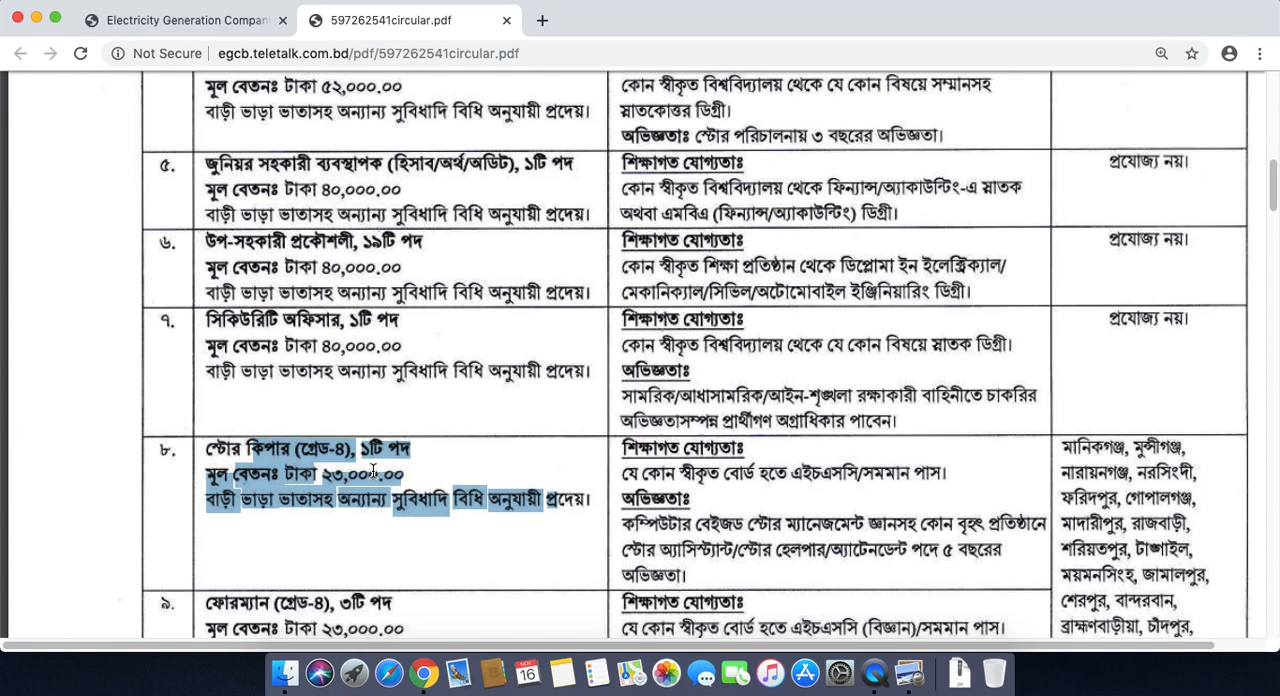 Electricity Generation Compan
597262541circular.pdf
Not Secure
egcb.teletalk.com.bd/pdf/597262541circular.pdf
মূল বেতনঃ টাকা ৫২,০০০.০০
বাড়ী ভাড়া ভাতাসহ অন্যান্য সুবিধাদি বিধি অনুযায়ী প্রদেয়।
কোন স্বীকৃত বিশ্ববিদ্যালয় থেকে যে কোন বিষয়ে সম্মানসহ
স্নাতকোত্তর ডিগ্রী।
অভিজ্ঞতাঃ স্টোর পরিচালনায় ৩ বছরের অভিজ্ঞতা।
৫.
জুনিয়র সহকারী ব্যবস্থাপক (হিসাব/অর্থ/অডিট), ১টি পদ
মূল বেতনঃ টাকা ৪০,০০০.০০
বাড়ী ভাড়া ভাতাসহ অন্যান্য সুবিধাদি বিধি অনুযায়ী প্রদেয়।
শিক্ষাগত যোগ্যতাঃ
কোন স্বীকৃত বিশ্ববিদ্যালয় থেকে ফিন্যান্স/অ্যাকাউন্টিং-এ স্নাতক
অথবা এমবিএ (ফিন্যান্স/অ্যাকাউন্টিং) ডিগ্রী।
প্রযোজ্য নয়।
৬.
উপ-সহকারী প্রকৌশলী, ১৯টি পদ
মূল বেতনঃ টাকা ৪০,০০০.০০
বাড়ী ভাড়া ভাতাসহ অন্যান্য সুবিধাদি বিধি অনুযায়ী প্রদেয়।
শিক্ষাগত যোগ্যতাঃ
কোন স্বীকৃত শিক্ষা প্রতিষ্ঠান থেকে ডিপ্লোমা ইন ইলেক্ট্রিক্যাল/
মেকানিক্যাল/সিভিল/অটোমোবাইল ইঞ্জিনিয়ারিং ডিগ্রী।
প্রযোজ্য নয়।
৭.
সিকিউরিটি অফিসার, ১টি পদ
মূল বেতনঃ টাকা ৪০,০০০.০০
বাড়ী ভাড়া ভাতাসহ অন্যান্য সুবিধাদি বিধি অনুযায়ী প্রদেয়।
শিক্ষাগত যোগ্যতাঃ
কোন স্বীকৃত বিশ্ববিদ্যালয় থেকে যে কোন বিষয়ে স্নাতক ডিগ্রী।
অভিজ্ঞতাঃ
সামরিক/আধাসামরিক/আইন-শৃঙ্খলা রক্ষাকারী বাহিনীতে চাকরির
অভিজ্ঞতাসম্পন্ন প্রার্থীগণ অগ্রাধিকার পাবেন।
প্রযোজ্য নয়।
৮.
স্টোর কিপার (গ্রেড-৪), ১টি পদ
মূল বেতনঃ টাকা ২৩,০০০.০০
বাড়ী ভাড়া ভাতাসহ অন্যান্য সুবিধাদি বিধি অনুযায়ী প্রদেয়।
শিক্ষাগত যোগ্যতাঃ
যে কোন স্বীকৃত বোর্ড হতে এইচএসসি/সমমান পাস।
অভিজ্ঞতাঃ
কম্পিউটার বেইজড স্টোর ম্যানেজমেন্ট জ্ঞানসহ কোন বৃহৎ প্রতিষ্ঠানে
স্টোর অ্যাসিস্ট্যান্ট/স্টোর হেলপার/অ্যাটেনডেন্ট পদে ৫ বছরের
অভিজ্ঞতা।
মানিকগঞ্জ, মুন্সীগঞ্জ,
নারায়নগঞ্জ, নরসিংদী,
ফরিদপুর, গোপালগঞ্জ,
মাদারীপুর, রাজবাড়ী,
শরিয়তপুর, টাঙ্গাইল,
ময়মনসিংহ, জামালপুর,
শেরপুর, বান্দরবান,
ব্রাহ্মণবাড়ীয়া, চাঁদপুর,
৯.
ফোরম্যান (গ্রেড-৪), ৩টি পদ
মূল বেতনঃ টাকা ২৩,০০০.০০
শিক্ষাগত যোগ্যতাঃ
যে কোন স্বীকৃত বোর্ড হতে এইচএসসি (বিজ্ঞান)/সমমান পাস।
NOV
16
ZIP